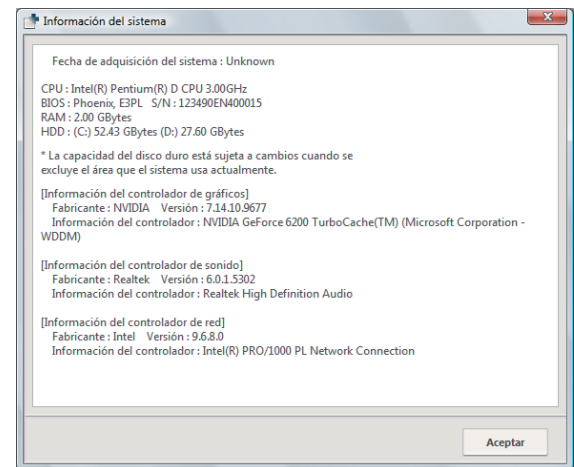 Información del sistema
Fecha de adquisición del sistema : Unknown
CPU : Intel(R) Pentium(R) D CPU 3.00GHz
BIOS : Phoenix, E3PL S/N : 123490EN400015
RAM : 2.00 GBytes
HDD : (C:) 52.43 GBytes (D:) 27.60 GBytes
* La capacidad del disco duro está sujeta a cambios cuando se
excluye el área que el sistema usa actualmente.
[Información del controlador de gráficos]
Fabricante : NVIDIA Versión : 7.14.10.9677
Información del controlador : NVIDIA GeForce 6200 TurboCache(TM) (Microsoft Corporation -
WDDM)
[Información del controlador de sonido]
Fabricante : Realtek Versión : 6.0.1.5302
Información del controlador : Realtek High Definition Audio
[Información del controlador de red]
Fabricante : Intel Versión : 9.6.8.0
Información del controlador : Intel(R) PRO/1000 PL Network Connection
Aceptar